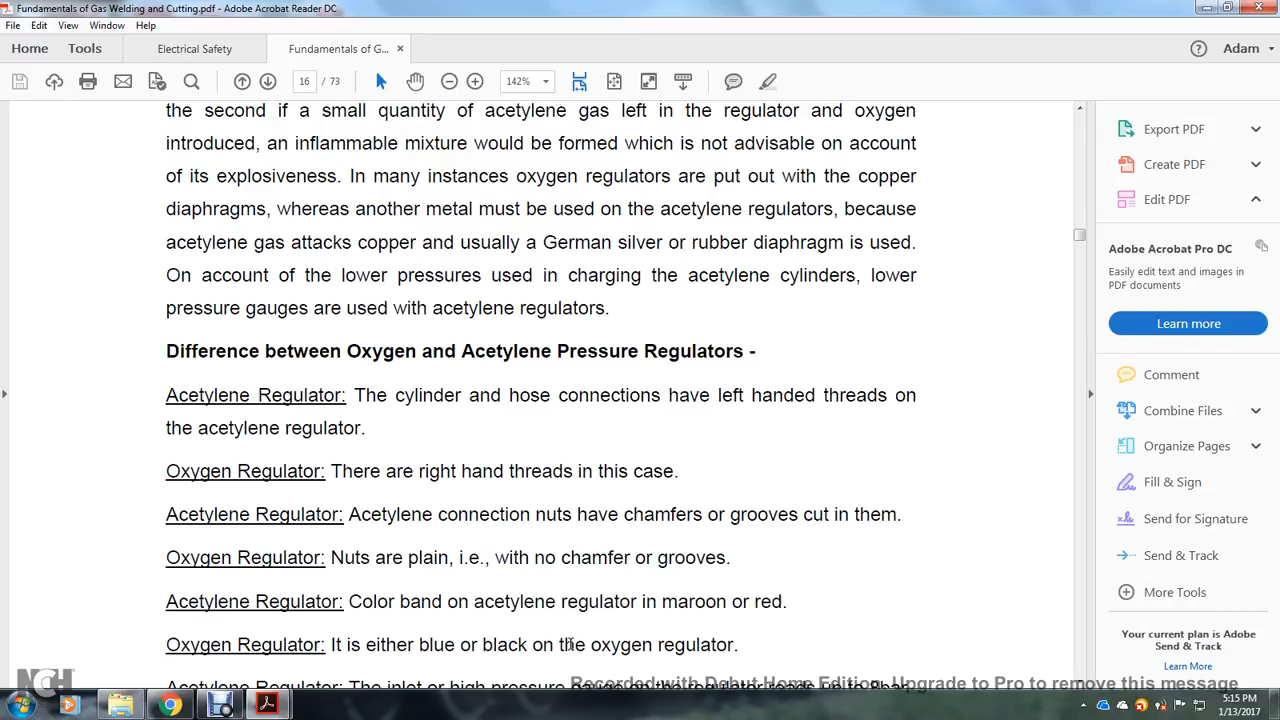 Fundamentals of Gas Welding and Cutting.pdf - Adobe Acrobat Reader DC
File Edit View Window Help
Home Tools Electrical Safety Fundamentals of G... × ? Adam
16 / 73 142%
the second if a small quantity of acetylene gas left in the regulator and oxygen
introduced, an inflammable mixture would be formed which is not advisable on account
of its explosiveness. In many instances oxygen regulators are put out with the copper
diaphragms, whereas another metal must be used on the acetylene regulators, because
acetylene gas attacks copper and usually a German silver or rubber diaphragm is used.
On account of the lower pressures used in charging the acetylene cylinders, lower
pressure gauges are used with acetylene regulators.
Difference between Oxygen and Acetylene Pressure Regulators -
Acetylene Regulator: The cylinder and hose connections have left handed threads on
the acetylene regulator.
Oxygen Regulator: There are right hand threads in this case.
Acetylene Regulator: Acetylene connection nuts have chamfers or grooves cut in them.
Oxygen Regulator: Nuts are plain, i.e., with no chamfer or grooves.
Acetylene Regulator: Color band on acetylene regulator in maroon or red.
Oxygen Regulator: It is either blue or black on the oxygen regulator.
Acetylene Regulator: The inlet or high pressure
Export PDF
Create PDF
Edit PDF
Adobe Acrobat Pro DC
Easily edit text and images in
PDF documents
Learn more
Comment
Combine Files
Organize Pages
Fill & Sign
Send for Signature
Send & Track
More Tools
Your current plan is Adobe
Send & Track
Learn More
NCH
Recorded with Debut Home Edition. Upgrade to Pro to remove this message
5:15 PM
1/13/2017